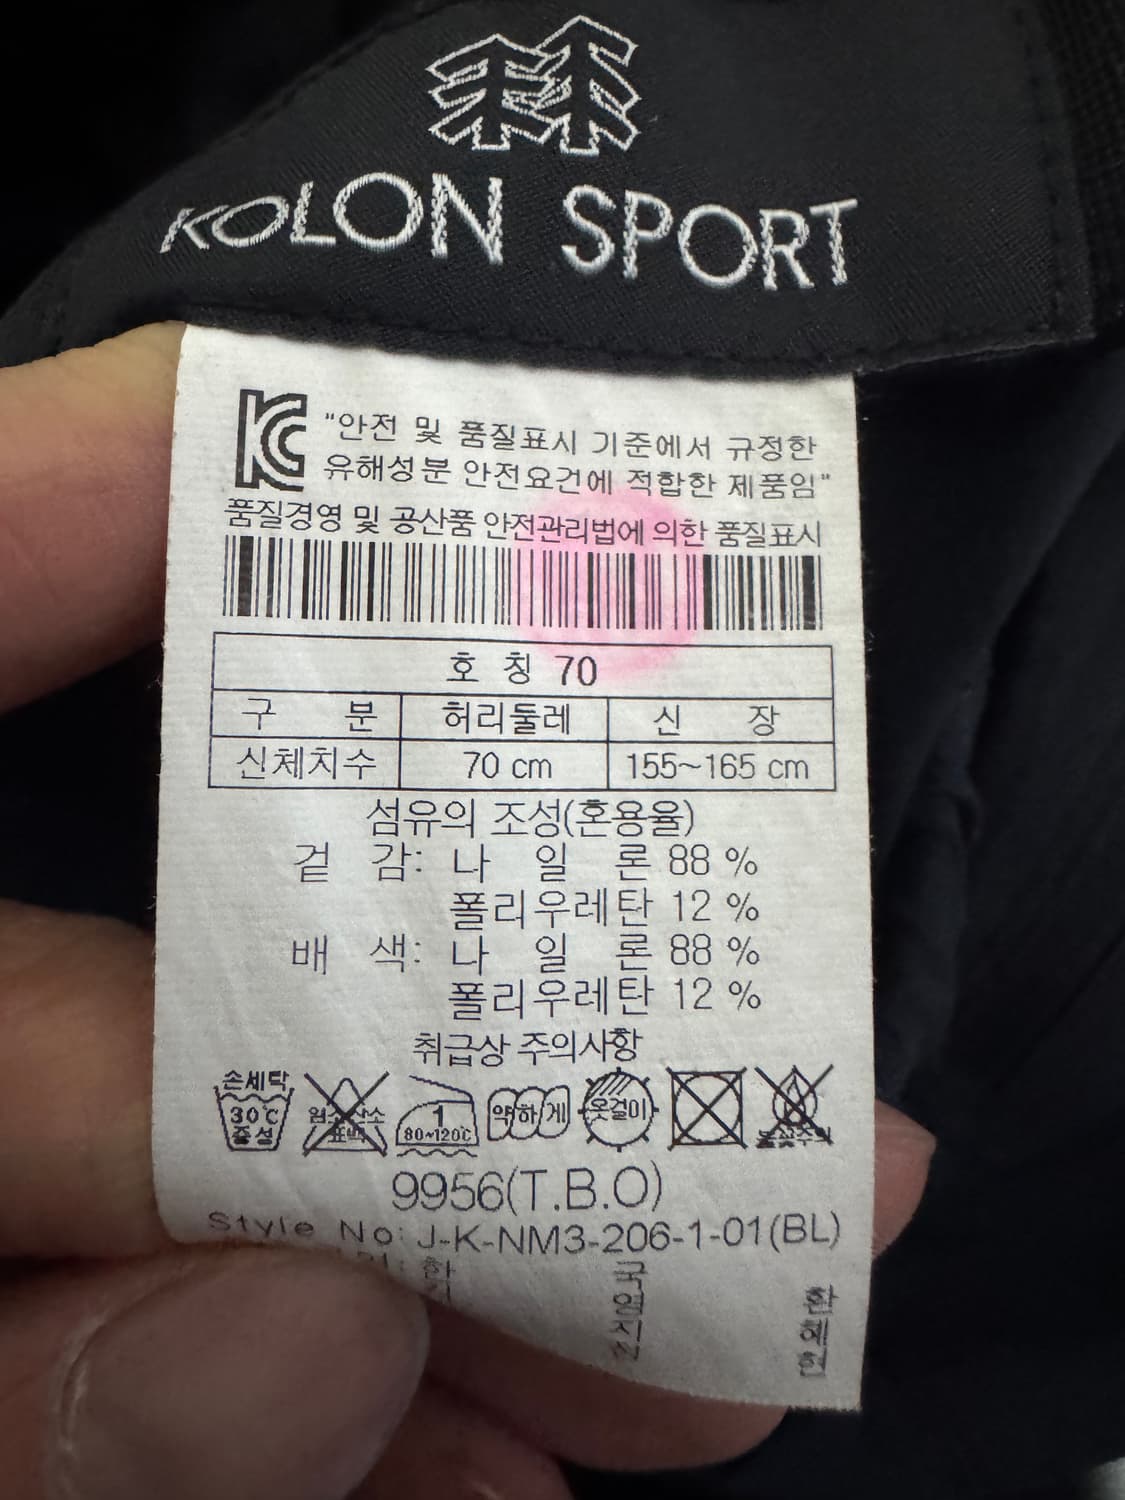 KOLON SPORT
KC
"안전 및 품질표시 기준에서 규정한
유해성분 안전요건에 적합한 제품임"
품질경영 및 공산품 안전관리법에 의한 품질표시
호 칭 70
구 분 허리둘레 신 장
신체치수 70 cm 155~165 cm
섬유의 조성(혼용율)
겉 감: 나 일 론 88 %
폴리우레탄 12 %
배 색: 나 일 론 88 %
폴리우레탄 12 %
취급상 주의사항
손세탁
30℃
중성
염소산소
표백
1
80~120℃
약하게
옷걸이
9956(T.B.O)
Style No: J-K-NM3-206-1-01(BL)